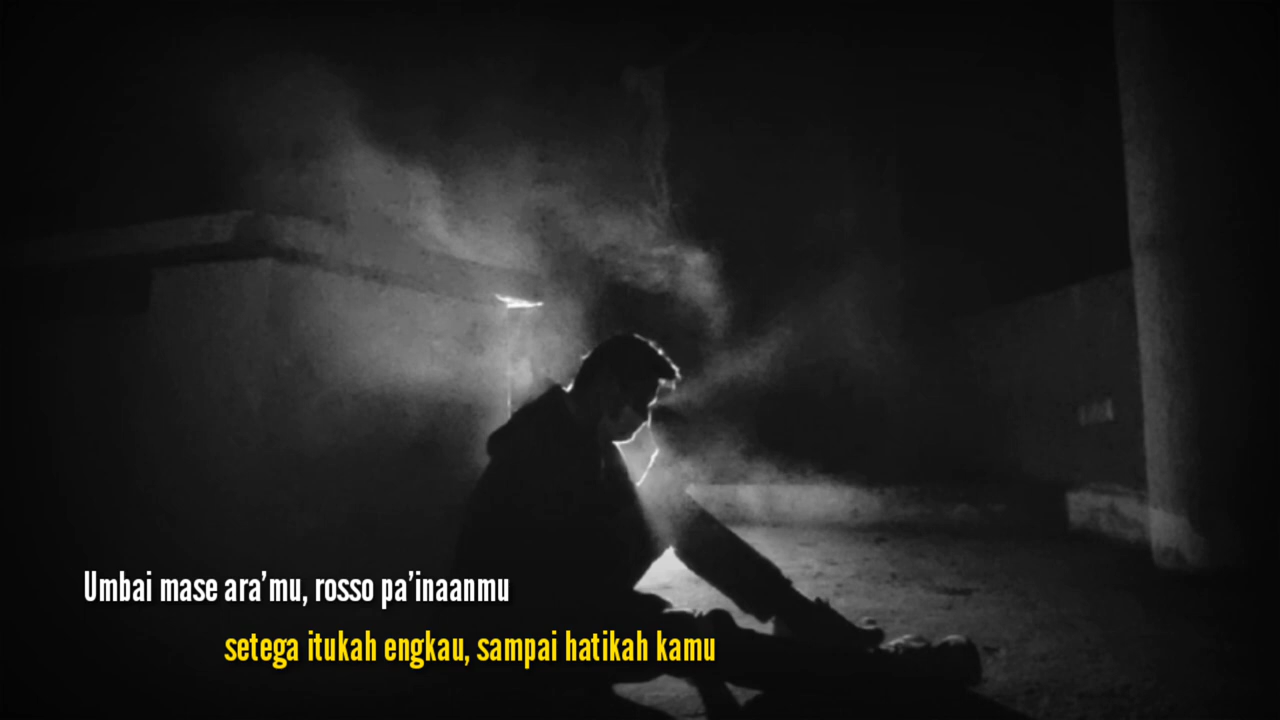 Umbai mase ara’mu, rosso pa’inaanmu
setega itukah engkau, sampai hatikah kamu